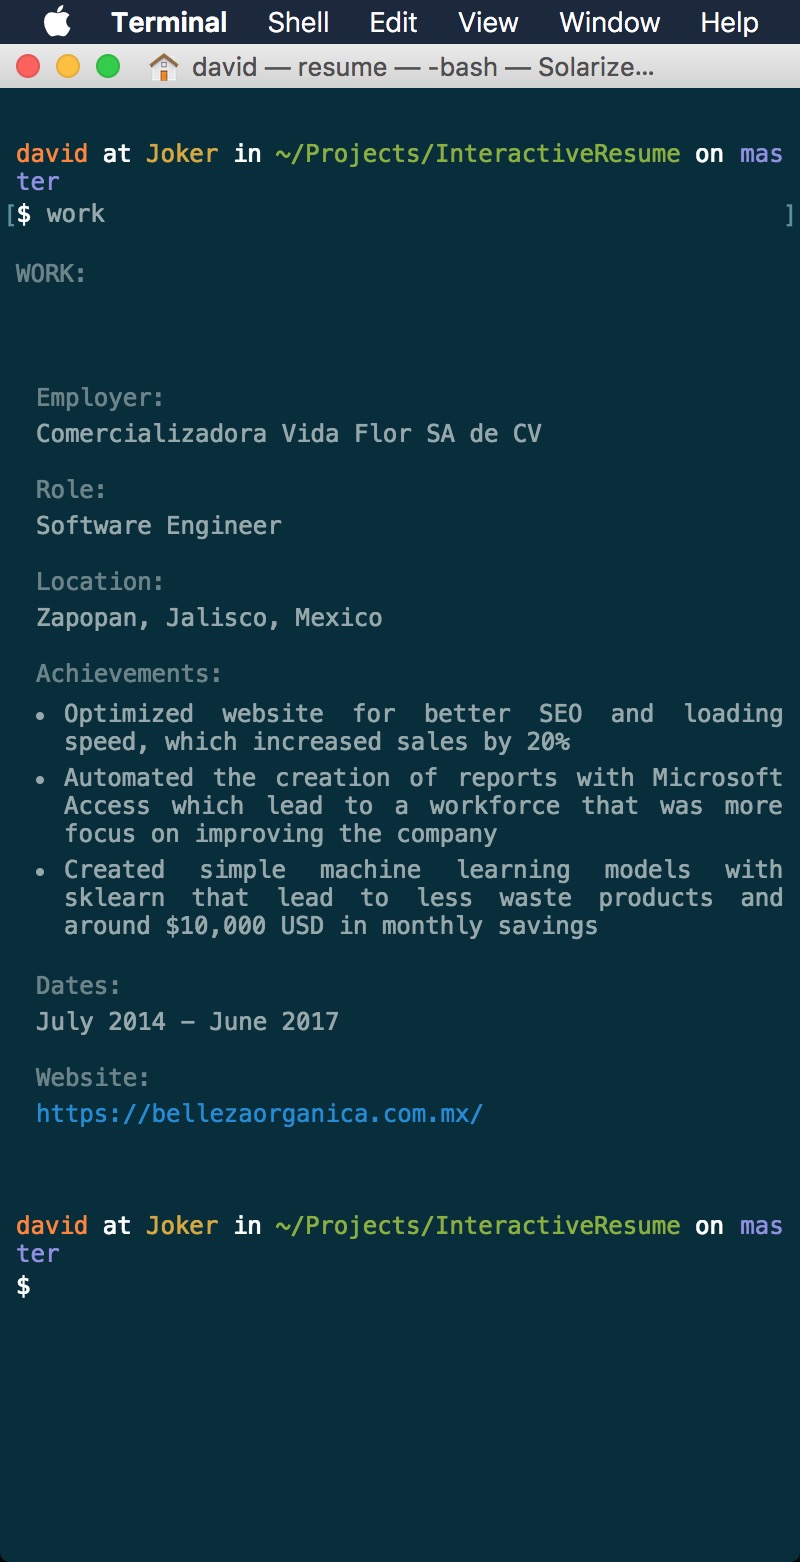 Terminal Shell Edit View Window Help
david — resume — -bash — Solarize...
david at Joker in ~/Projects/InteractiveResume on mas
ter
[$ work ]
WORK:
Employer:
Comercializadora Vida Flor SA de CV
Role:
Software Engineer
Location:
Zapopan, Jalisco, Mexico
Achievements:
• Optimized website for better SEO and loading
speed, which increased sales by 20%
• Automated the creation of reports with Microsoft
Access which lead to a workforce that was more
focus on improving the company
• Created simple machine learning models with
sklearn that lead to less waste products and
around $10,000 USD in monthly savings
Dates:
July 2014 – June 2017
Website:
https://bellezaorganica.com.mx/
david at Joker in ~/Projects/InteractiveResume on mas
ter
$